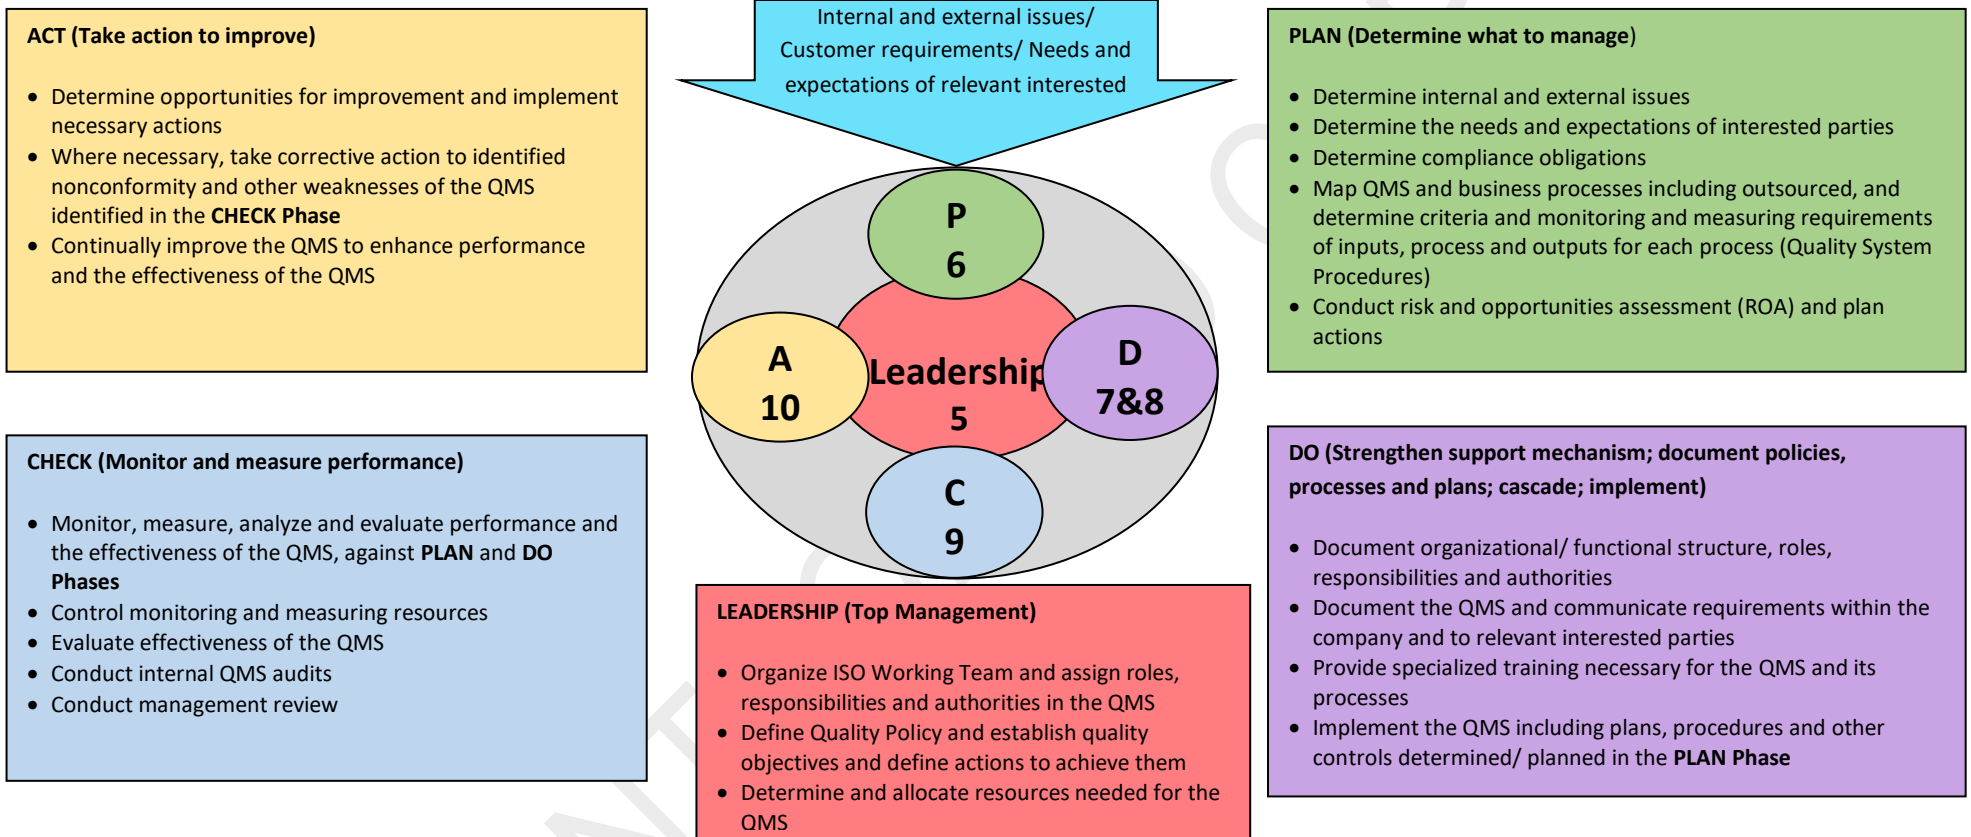 ACT (Take action to improve)
• Determine opportunities for improvement and implement
necessary actions
• Where necessary, take corrective action to identified
nonconformity and other weaknesses of the QMS
identified in the CHECK Phase
• Continually improve the QMS to enhance performance
and the effectiveness of the QMS
Internal and external issues/
Customer requirements/ Needs and
expectations of relevant interested
PLAN (Determine what to manage)
• Determine internal and external issues
• Determine the needs and expectations of interested parties
• Determine compliance obligations
• Map QMS and business processes including outsourced, and
determine criteria and monitoring and measuring requirements
of inputs, process and outputs for each process (Quality System
Procedures)
• Conduct risk and opportunities assessment (ROA) and plan
actions
P
6
A
10
Leadership
5
D
7&8
C
9
CHECK (Monitor and measure performance)
• Monitor, measure, analyze and evaluate performance and
the effectiveness of the QMS, against PLAN and DO
Phases
• Control monitoring and measuring resources
• Evaluate effectiveness of the QMS
• Conduct internal QMS audits
• Conduct management review
LEADERSHIP (Top Management)
• Organize ISO Working Team and assign roles,
responsibilities and authorities in the QMS
• Define Quality Policy and establish quality
objectives and define actions to achieve them
• Determine and allocate resources needed for the
QMS
DO (Strengthen support mechanism; document policies,
processes and plans; cascade; implement)
• Document organizational/ functional structure, roles,
responsibilities and authorities
• Document the QMS and communicate requirements within the
company and to relevant interested parties
• Provide specialized training necessary for the QMS and its
processes
• Implement the QMS including plans, procedures and other
controls determined/ planned in the PLAN Phase